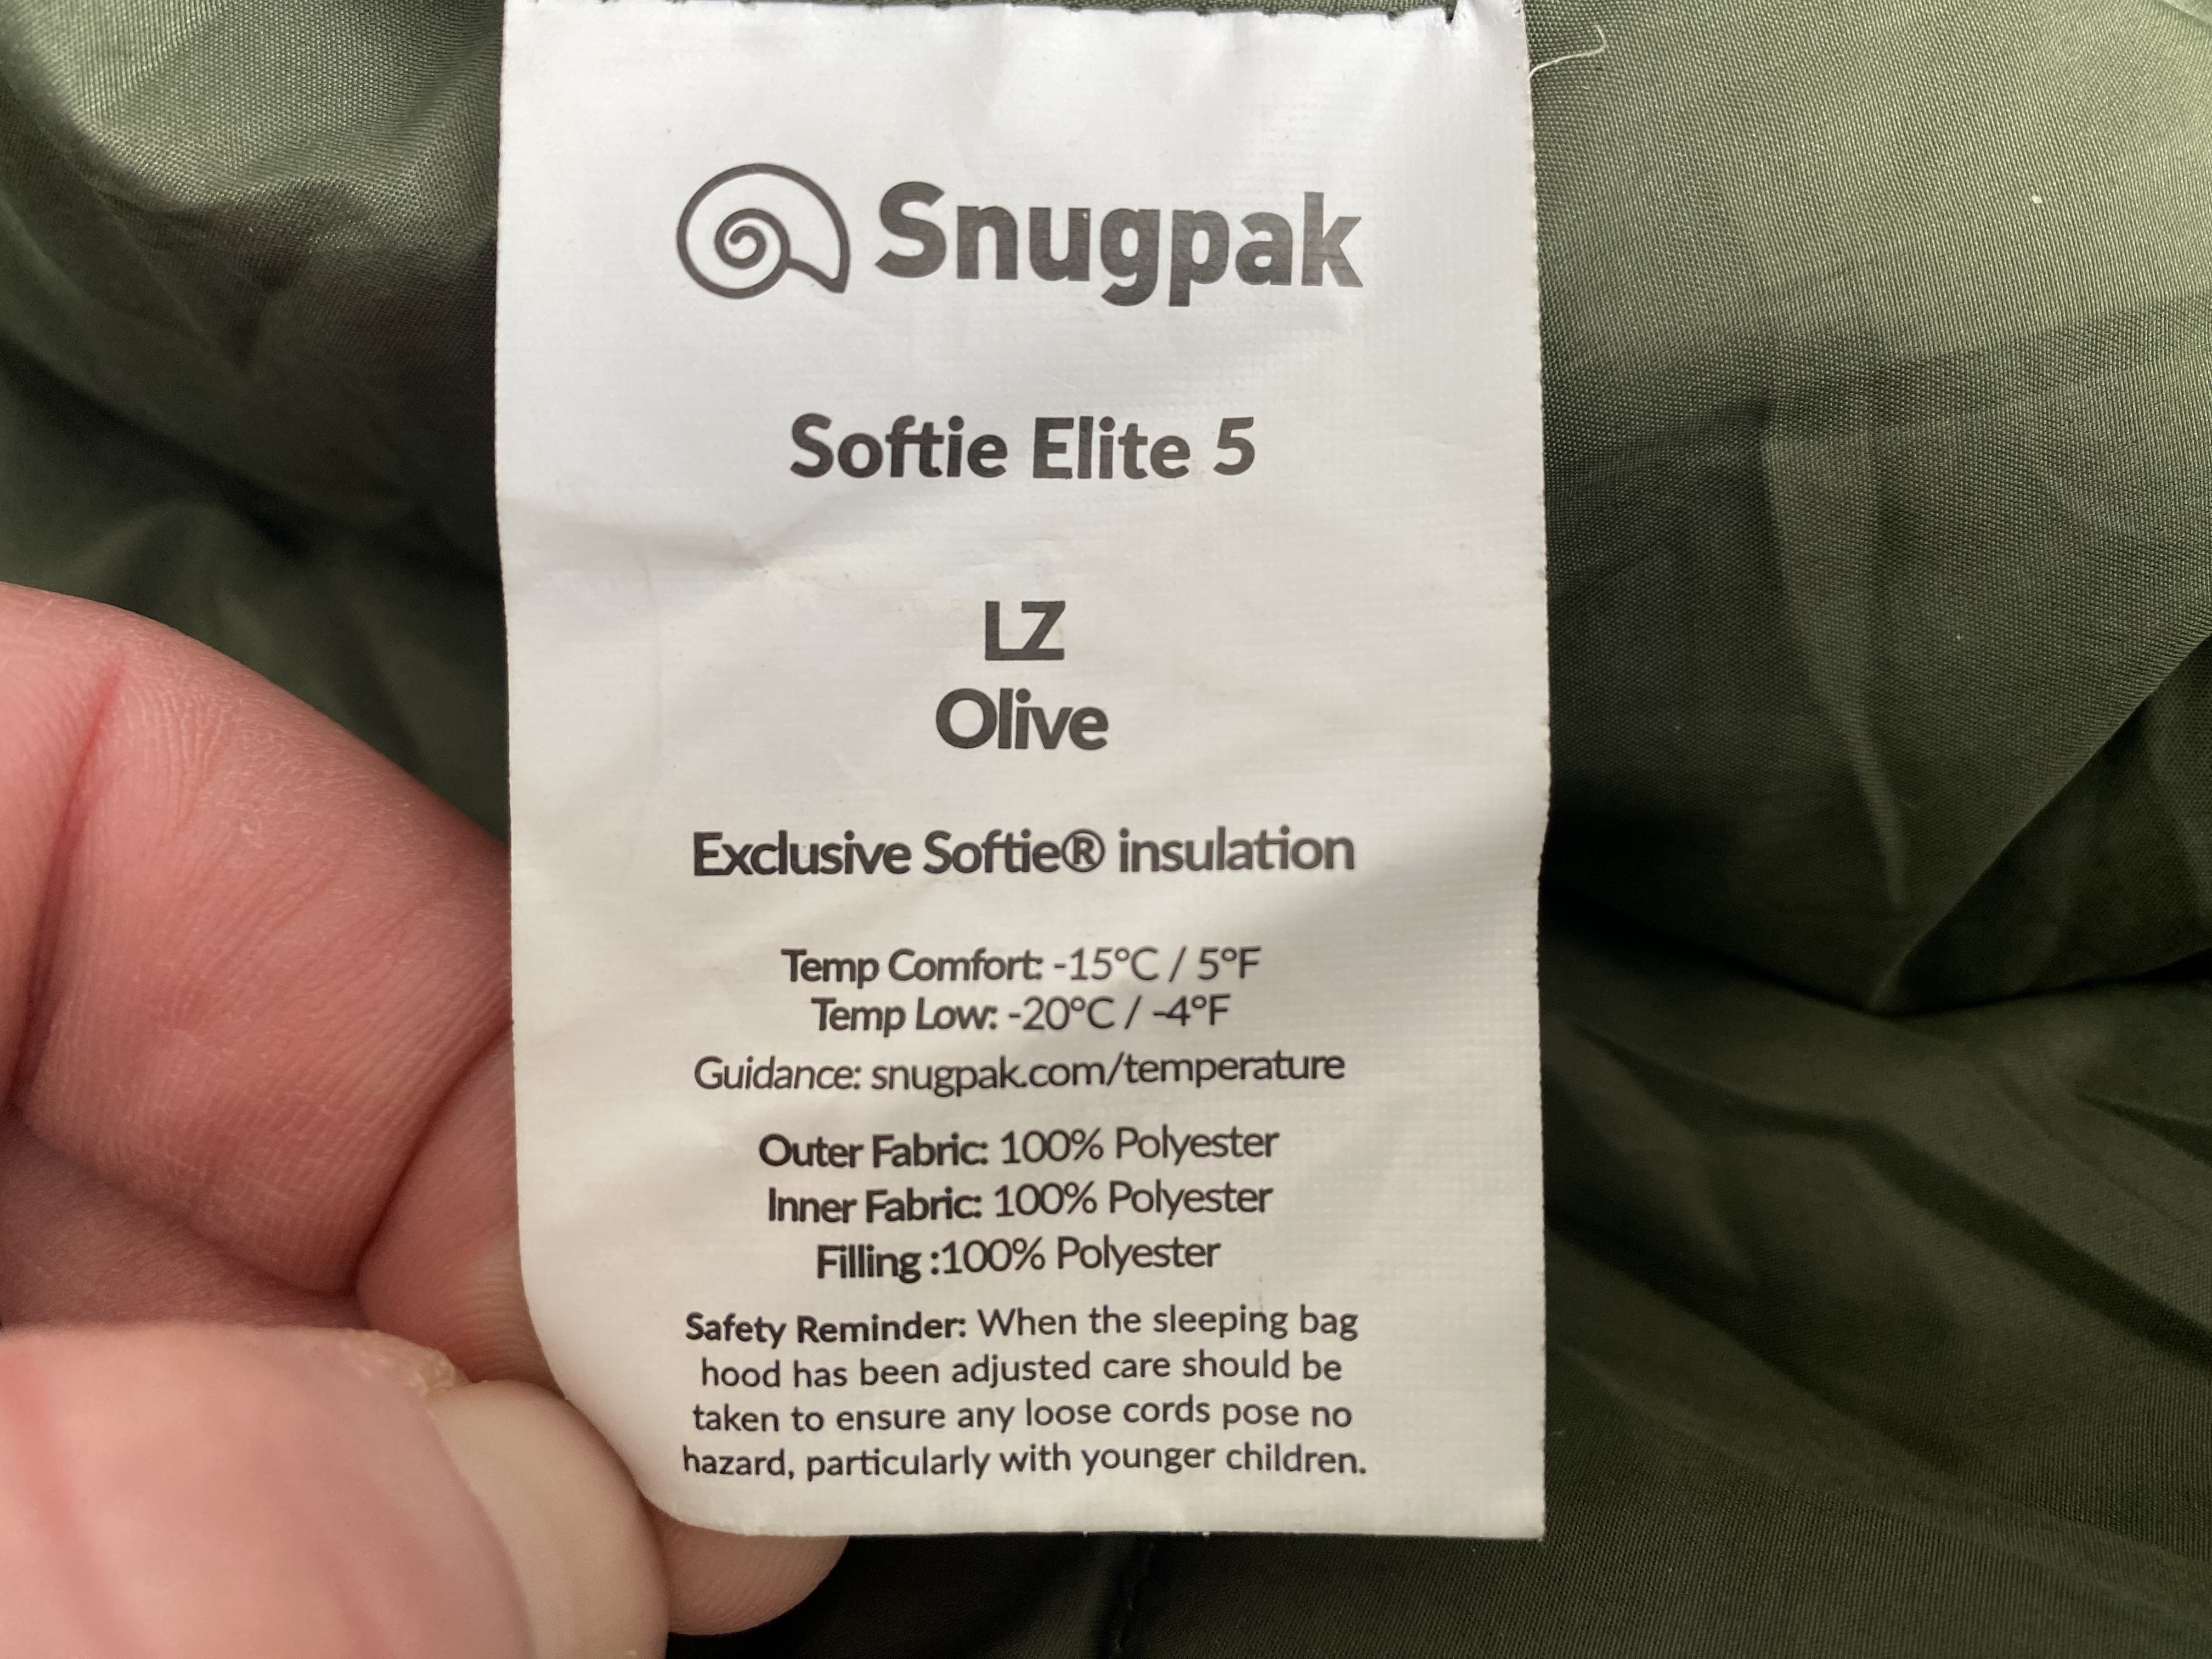 Snugpak
Softie Elite 5
LZ
Olive
Exclusive Softie® insulation
Temp Comfort: -15°C / 5°F
Temp Low: -20°C / -4°F
Guidance: snugpak.com/temperature
Outer Fabric: 100% Polyester
Inner Fabric: 100% Polyester
Filling :100% Polyester
Safety Reminder: When the sleeping bag
hood has been adjusted care should be
taken to ensure any loose cords pose no
hazard, particularly with younger children.